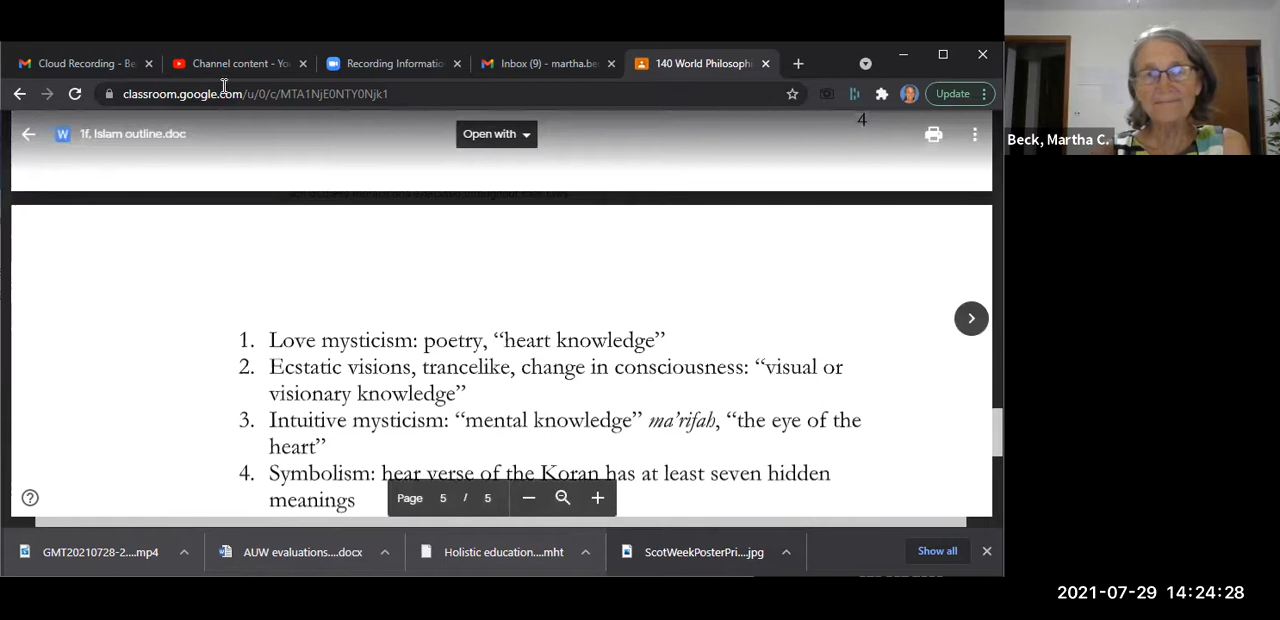 Cloud Recording - Be
Channel content - Yo
Recording Informatio
Inbox (9) - martha.be
140 World Philosophi
classroom.google.com/u/0/c/MTA1NjE0NTY0Njk1
Update
1f, Islam outline.doc
Open with
4
Beck, Martha C.
1. Love mysticism: poetry, “heart knowledge”
2. Ecstatic visions, trancelike, change in consciousness: “visual or
visionary knowledge”
3. Intuitive mysticism: “mental knowledge” ma’rifah, “the eye of the
heart”
4. Symbolism: hear verse of the Koran has at least seven hidden
meanings
Page 5 / 5
GMT20210728-2....mp4
AUW evaluations....docx
Holistic education....mht
ScotWeekPosterPri....jpg
Show all
2021-07-29 14:24:28